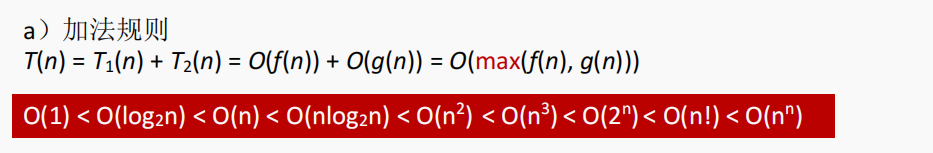 a）加法规则
T(n) = T₁(n) + T₂(n) = O(f(n)) + O(g(n)) = O(max(f(n), g(n)))
O(1) < O(log₂n) < O(n) < O(nlog₂n) < O(n²) < O(n³) < O(2ⁿ) < O(n!) < O(nⁿ)